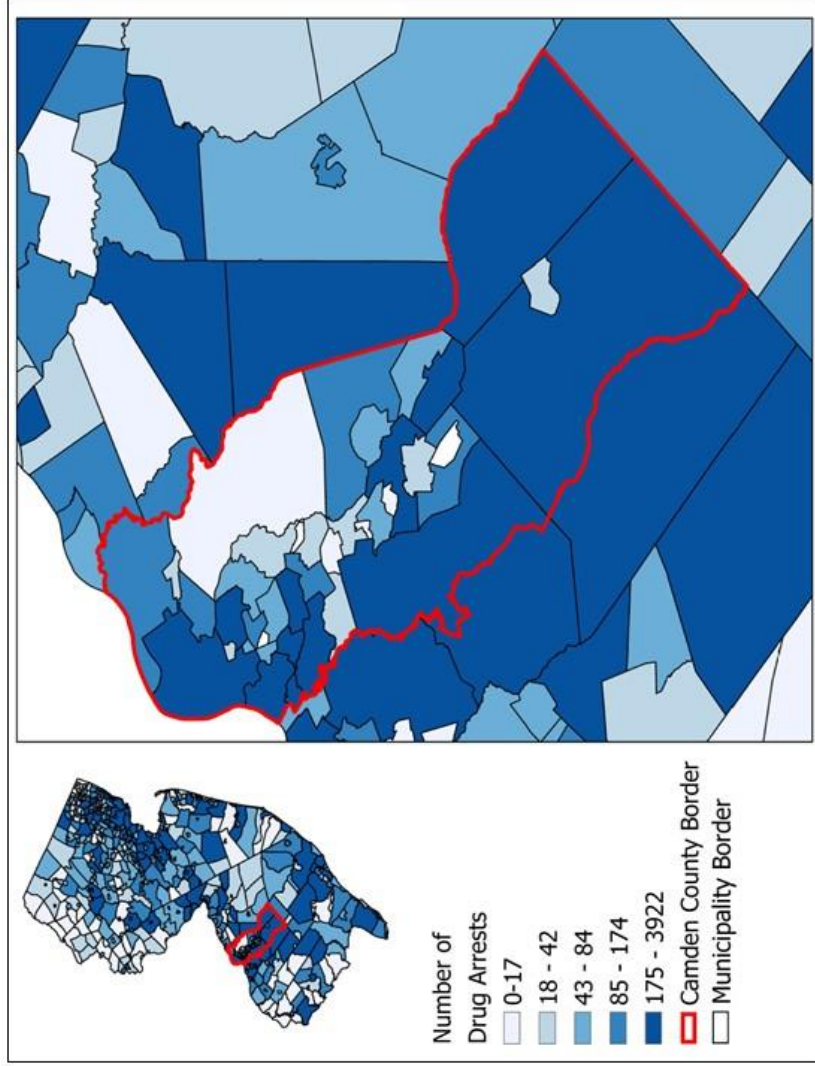 Number of
Drug Arrests
0-17
18 - 42
43 - 84
85 - 174
175 - 3922
Camden County Border
Municipality Border